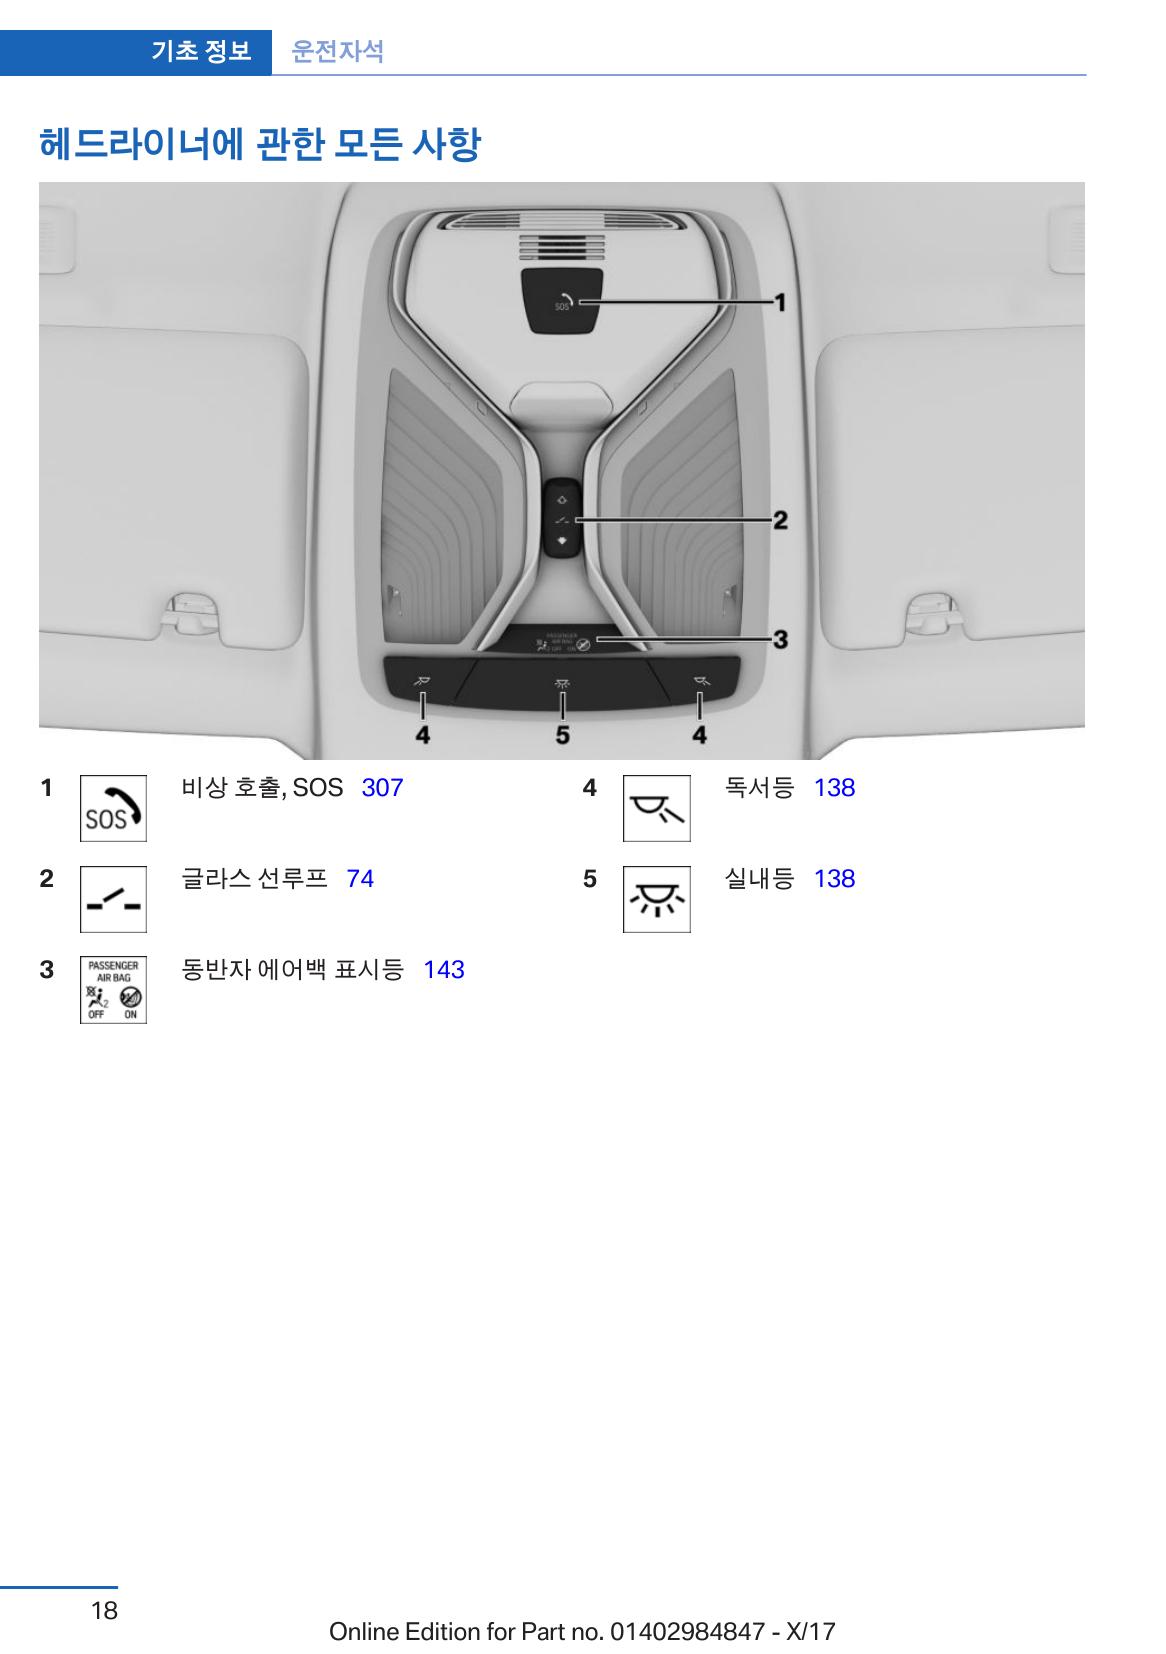 기초 정보 운전자석
헤드라이너에 관한 모든 사항
SOS
1
2
PASSENGER
AIR BAG
2 OFF ON
3
4 5 4
1 SOS 비상 호출, SOS 307
2 글라스 선루프 74
3 PASSENGER
AIR BAG
2
OFF ON
동반자 에어백 표시등 143
4 독서등 138
5 실내등 138
18
Online Edition for Part no. 01402984847 - X/17